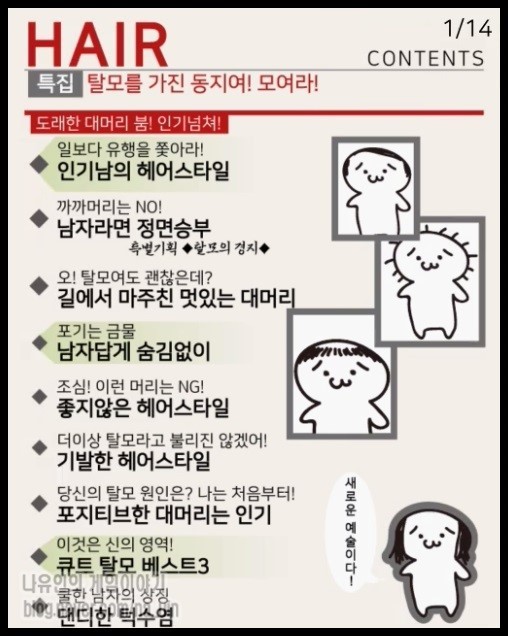 1/14
HAIR
CONTENTS
특집 탈모를 가진 동지여! 모여라!
도래한 대머리 붐! 인기넘쳐!
일보다 유행을 쫓아라!
인기남의 헤어스타일
까까머리는 NO!
남자라면 정면승부
특별기획 ◆탈모의 경지◆
오! 탈모여도 괜찮은데?
길에서 마주친 멋있는 대머리
포기는 금물
남자답게 숨김없이
조심! 이런 머리는 NG!
좋지않은 헤어스타일
더이상 탈모라고 불리진 않겠어!
기발한 헤어스타일
당신의 탈모 원인은? 나는 처음부터!
포지티브한 대머리는 인기
새로운 예술이다!
이것은 신의 영역!
큐트 탈모 베스트3
나유인의 게임이야기
쿨한 남자의 상징
댄디한 턱수염